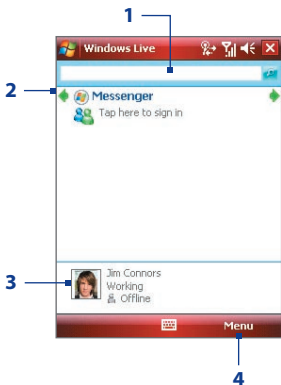 1
Windows Live
2
Messenger
Tap here to sign in
3
Jim Connors
Working
Offline
Menu
4